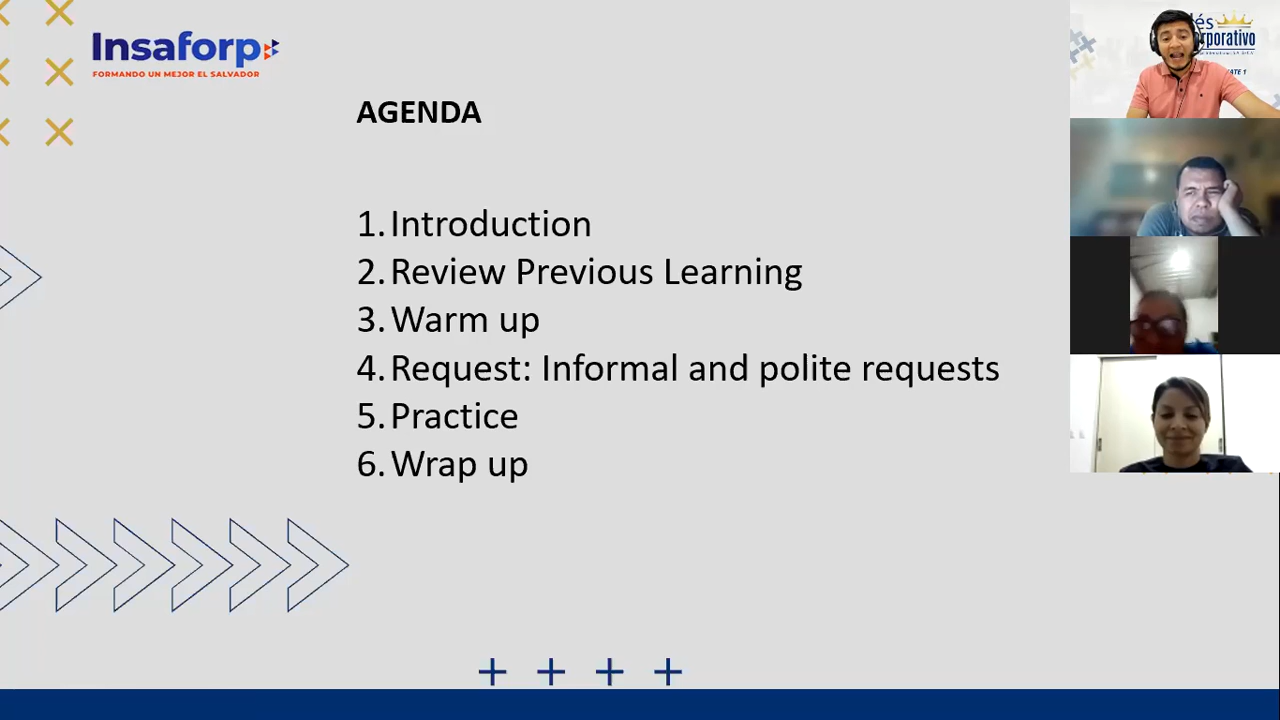 Insaforp
FORMANDO UN MEJOR EL SALVADOR
AGENDA
1. Introduction
2. Review Previous Learning
3. Warm up
4. Request: Informal and polite requests
5. Practice
6. Wrap up